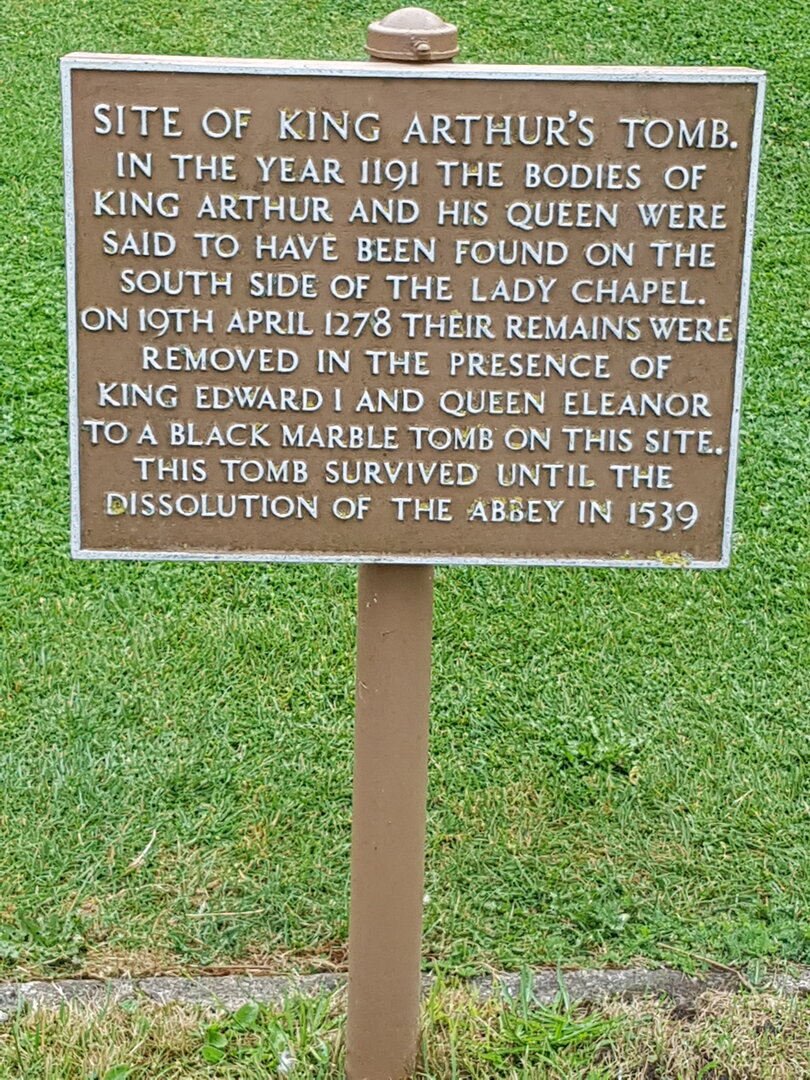 SITE OF KING ARTHUR'S TOMB.
IN THE YEAR 1191 THE BODIES OF
KING ARTHUR AND HIS QUEEN WERE
SAID TO HAVE BEEN FOUND ON THE
SOUTH SIDE OF THE LADY CHAPEL.
ON 19TH APRIL 1278 THEIR REMAINS WERE
REMOVED IN THE PRESENCE OF
KING EDWARD I AND QUEEN ELEANOR
TO A BLACK MARBLE TOMB ON THIS SITE.
THIS TOMB SURVIVED UNTIL THE
DISSOLUTION OF THE ABBEY IN 1539